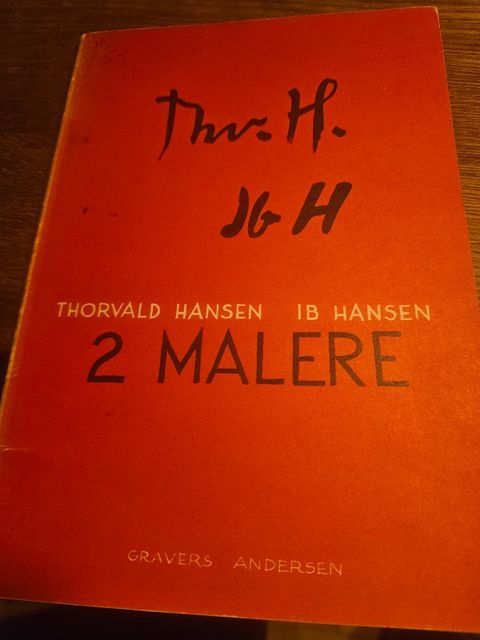 Thv. H.
Ib H
THORVALD HANSEN IB HANSEN
2 MALERE
GRAVERS ANDERSEN